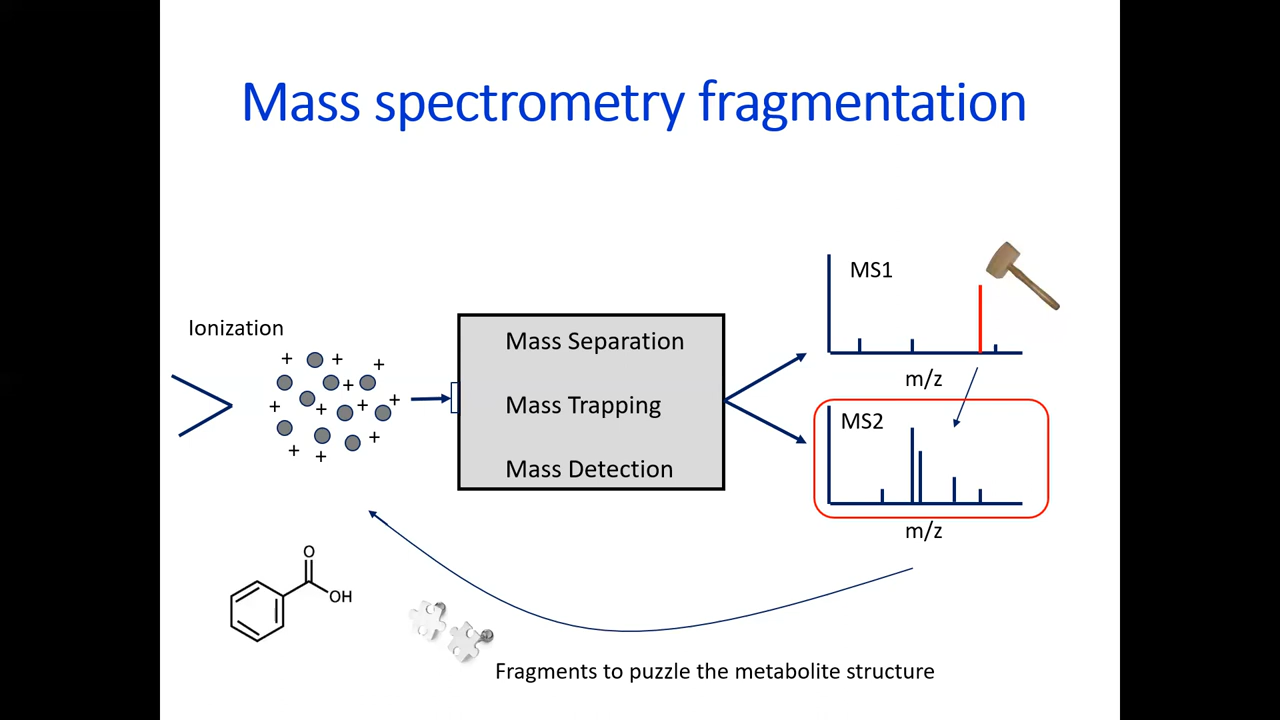 Mass spectrometry fragmentation
Ionization
+ + + + + + + + + + + +
Mass Separation
Mass Trapping
Mass Detection
MS1
m/z
MS2
m/z
O
OH
Fragments to puzzle the metabolite structure